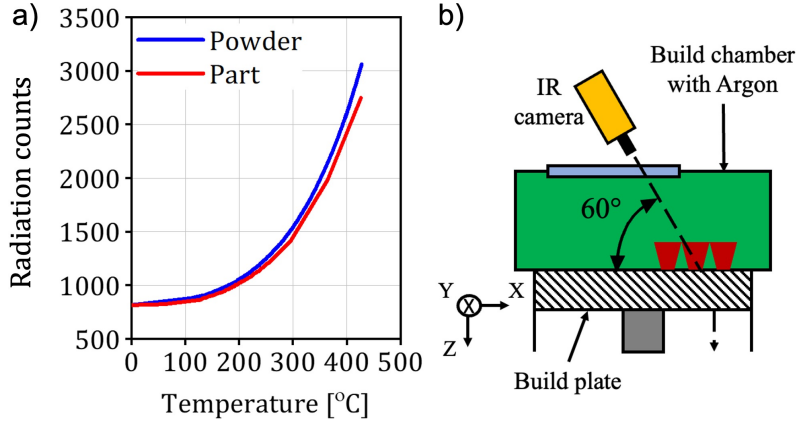 a)
3500
3000
2500
2000
1500
1000
500
Radiation counts
Powder
Part
0 100 200 300 400 500
Temperature [°C]
b)
Build chamber
with Argon
IR
camera
60°
Y
X
Z
Build plate